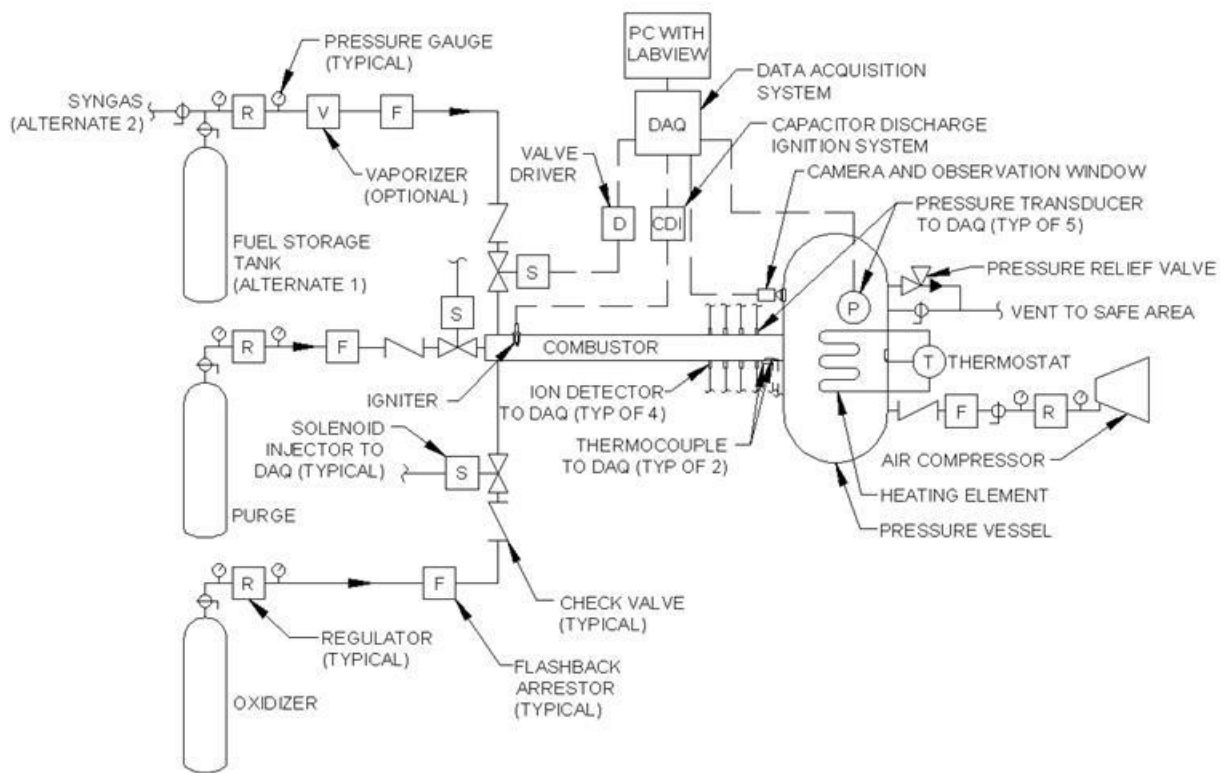 PC WITH
LABVIEW
PRESSURE GAUGE
(TYPICAL)
DATA ACQUISITION
SYSTEM
SYNGAS
(ALTERNATE 2)
R
V
F
DAQ
CAPACITOR DISCHARGE
IGNITION SYSTEM
VALVE
DRIVER
VAPORIZER
(OPTIONAL)
CAMERA AND OBSERVATION WINDOW
D
CDI
PRESSURE TRANSDUCER
TO DAQ (TYP OF 5)
FUEL STORAGE
TANK
(ALTERNATE 1)
S
PRESSURE RELIEF VALVE
S
P
VENT TO SAFE AREA
R
F
COMBUSTOR
T
THERMOSTAT
IGNITER
ION DETECTOR
TO DAQ (TYP OF 4)
F
R
SOLENOID
INJECTOR TO
DAQ (TYPICAL)
S
THERMOCOUPLE
TO DAQ (TYP OF 2)
AIR COMPRESSOR
HEATING ELEMENT
PURGE
PRESSURE VESSEL
R
F
CHECK VALVE
(TYPICAL)
REGULATOR
(TYPICAL)
FLASHBACK
ARRESTOR
(TYPICAL)
OXIDIZER